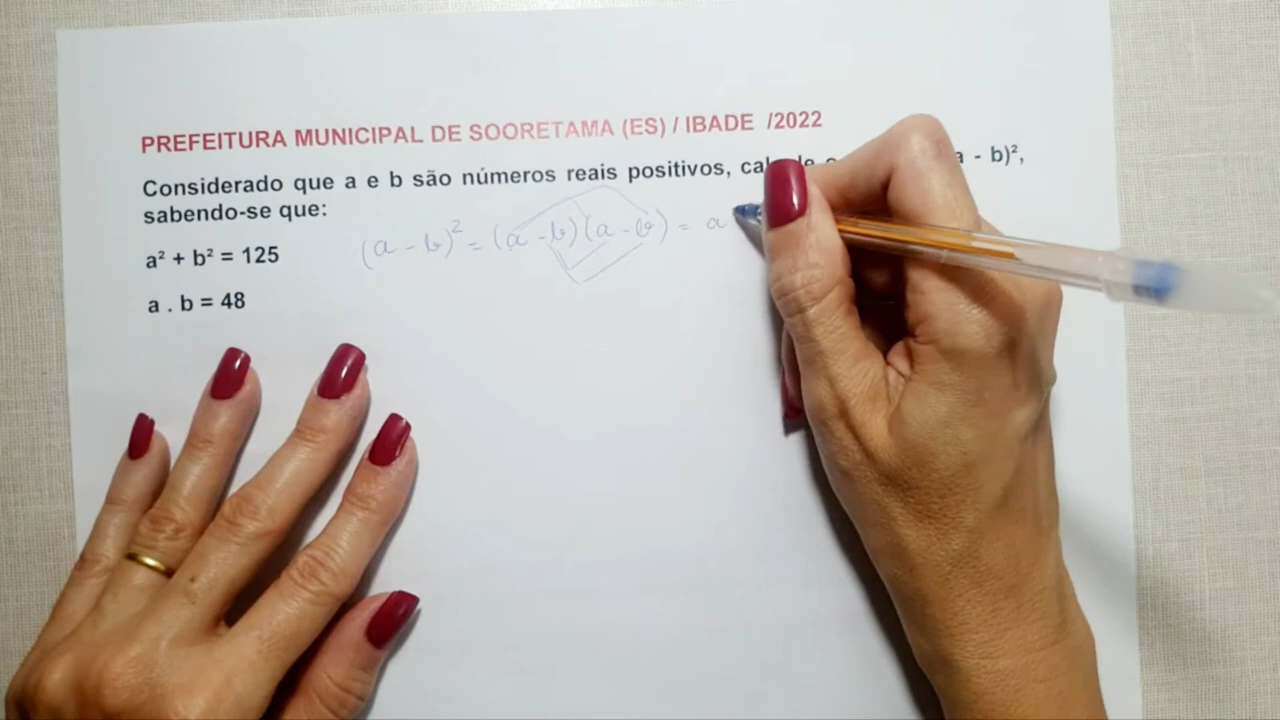 PREFEITURA MUNICIPAL DE SOORETAMA (ES) / IBADE /2022
Considerado que a e b são números reais positivos, a - b)²,
sabendo-se que:
(a - b)² = (a - b)(a - b) = a
a² + b² = 125
a . b = 48